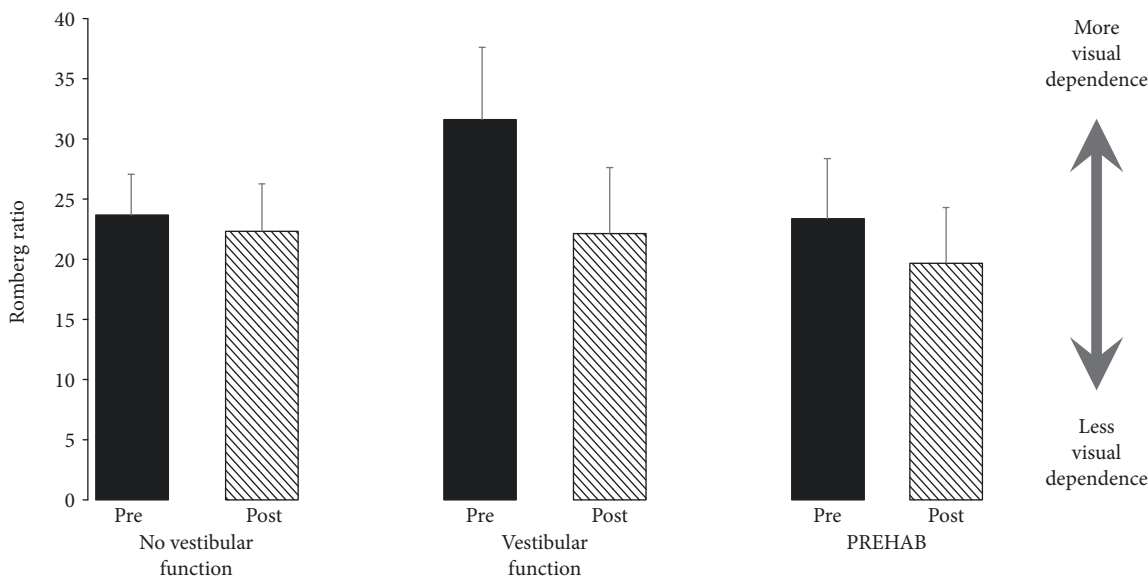 40
35
30
25
20
15
10
5
0
Romberg ratio
Pre
Post
No vestibular
function
Pre
Post
Vestibular
function
Pre
Post
PREHAB
More
visual
dependence
Less
visual
dependence